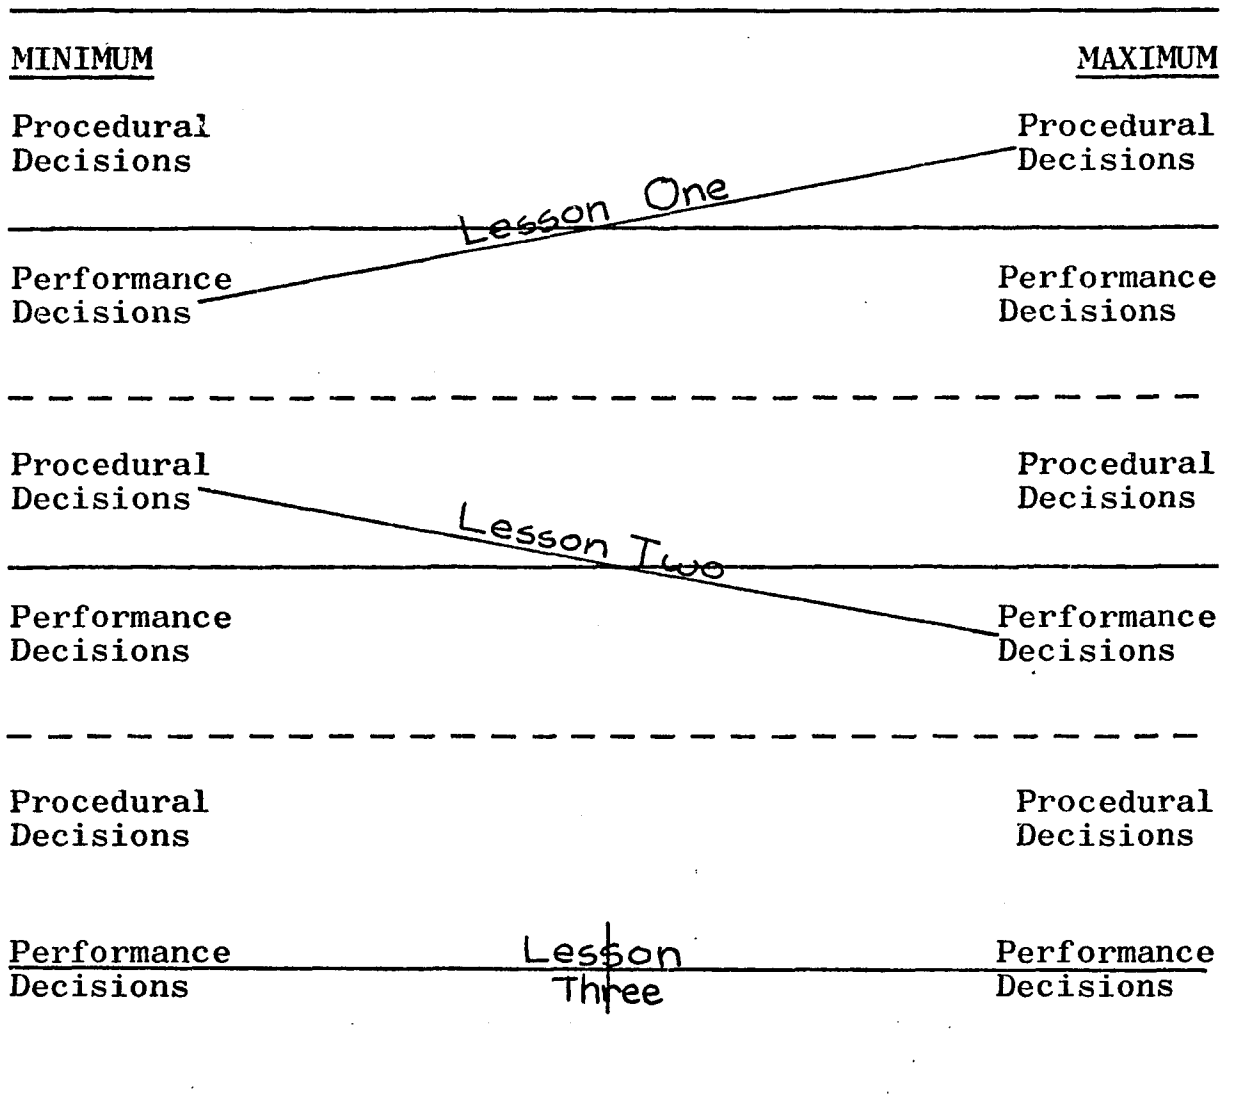 MINIMUM MAXIMUM
Procedural Procedural
Decisions Decisions
Lesson One
Performance Performance
Decisions Decisions
Procedural Procedural
Decisions Decisions
Lesson Two
Performance Performance
Decisions Decisions
Procedural Procedural
Decisions Decisions
Performance Lesson Performance
Decisions Three Decisions